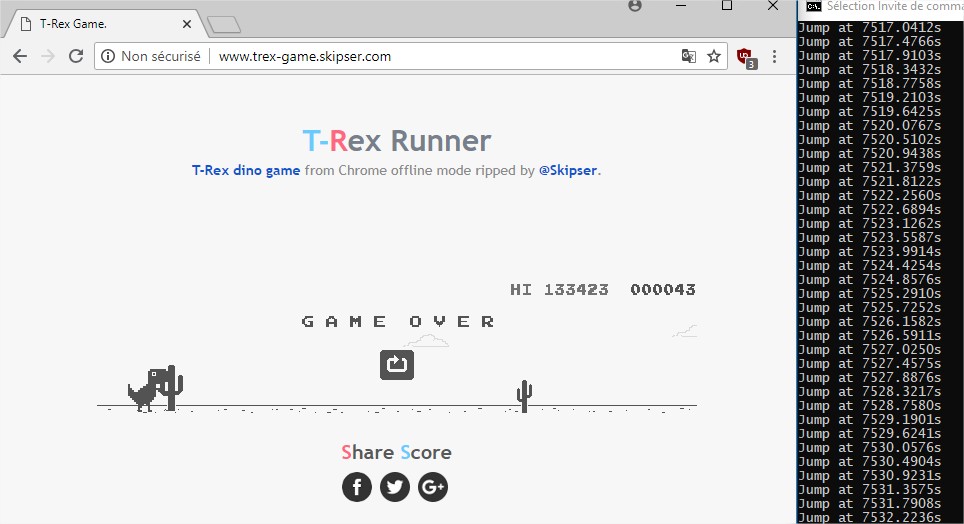 T-Rex Game.
Non sécurisé
www.trex-game.skipser.com
3
T-Rex Runner
T-Rex dino game from Chrome offline mode ripped by @Skipser.
HI 133423 000043
GAME OVER
Share Score
f
G+
Sélection Invite de comma
Jump at 7517.0412s
Jump at 7517.4766s
Jump at 7517.9103s
Jump at 7518.3432s
Jump at 7518.7758s
Jump at 7519.2103s
Jump at 7519.6425s
Jump at 7520.0767s
Jump at 7520.5102s
Jump at 7520.9438s
Jump at 7521.3759s
Jump at 7521.8122s
Jump at 7522.2560s
Jump at 7522.6894s
Jump at 7523.1262s
Jump at 7523.5587s
Jump at 7523.9914s
Jump at 7524.4254s
Jump at 7524.8576s
Jump at 7525.2910s
Jump at 7525.7252s
Jump at 7526.1582s
Jump at 7526.5911s
Jump at 7527.0250s
Jump at 7527.4575s
Jump at 7527.8876s
Jump at 7528.3217s
Jump at 7528.7580s
Jump at 7529.1901s
Jump at 7529.6241s
Jump at 7530.0576s
Jump at 7530.4904s
Jump at 7530.9231s
Jump at 7531.3575s
Jump at 7531.7908s
Jump at 7532.2236s